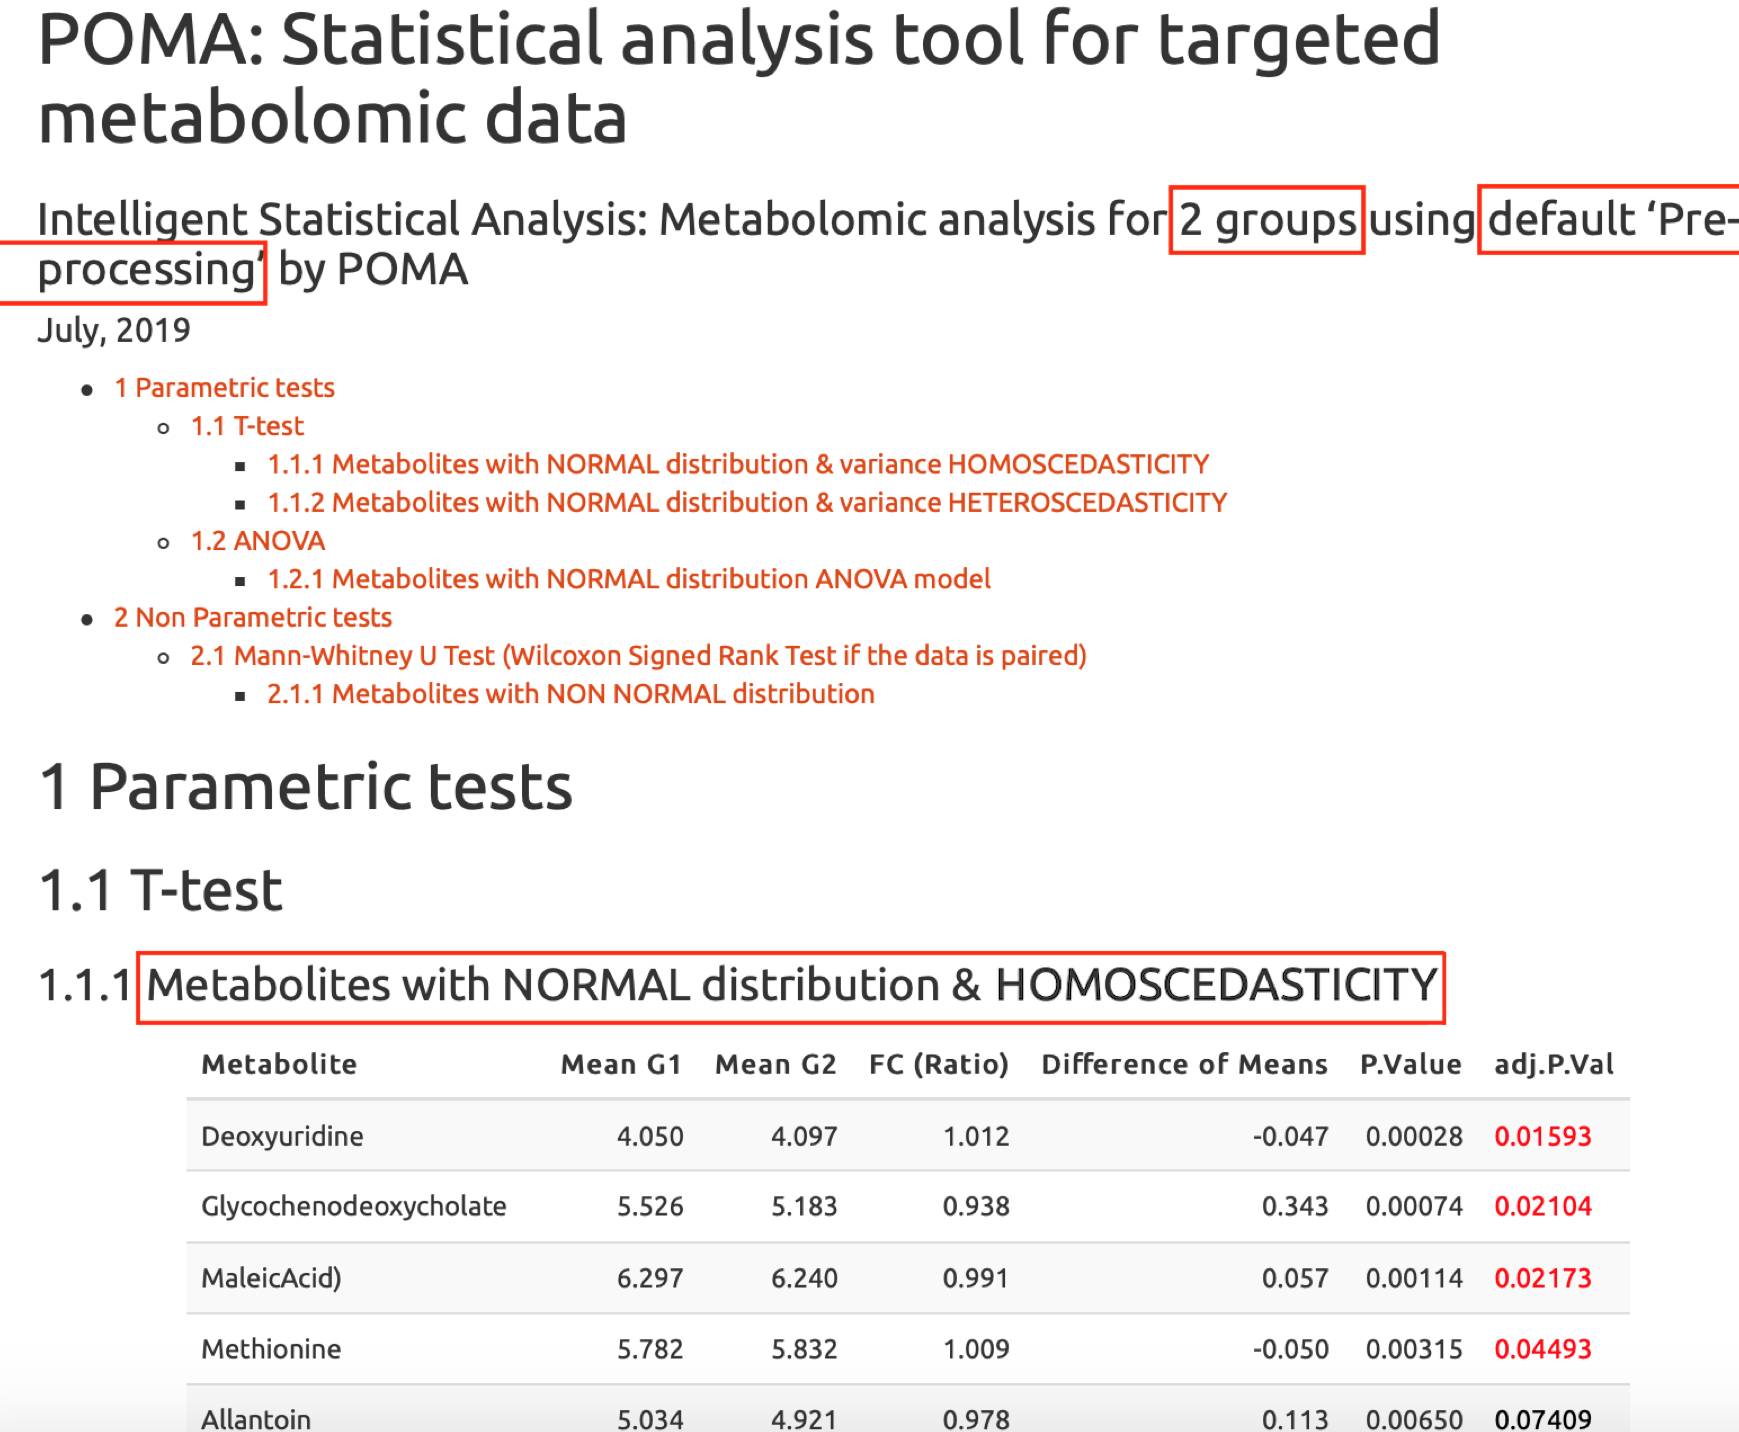 POMA: Statistical analysis tool for targeted
metabolomic data
Intelligent Statistical Analysis: Metabolomic analysis for 2 groups using default ‘Pre-
processing’ by POMA
July, 2019
1 Parametric tests
1.1 T-test
1.1.1 Metabolites with NORMAL distribution & variance HOMOSCEDASTICITY
1.1.2 Metabolites with NORMAL distribution & variance HETEROSCEDASTICITY
1.2 ANOVA
1.2.1 Metabolites with NORMAL distribution ANOVA model
2 Non Parametric tests
2.1 Mann-Whitney U Test (Wilcoxon Signed Rank Test if the data is paired)
2.1.1 Metabolites with NON NORMAL distribution
1 Parametric tests
1.1 T-test
1.1.1 Metabolites with NORMAL distribution & HOMOSCEDASTICITY
Metabolite Mean G1 Mean G2 FC (Ratio) Difference of Means P.Value adj.P.Val
Deoxyuridine 4.050 4.097 1.012 -0.047 0.00028 0.01593
Glycochenodeoxycholate 5.526 5.183 0.938 0.343 0.00074 0.02104
MaleicAcid) 6.297 6.240 0.991 0.057 0.00114 0.02173
Methionine 5.782 5.832 1.009 -0.050 0.00315 0.04493
Allantoin 5.034 4.921 0.978 0.113 0.00650 0.07409